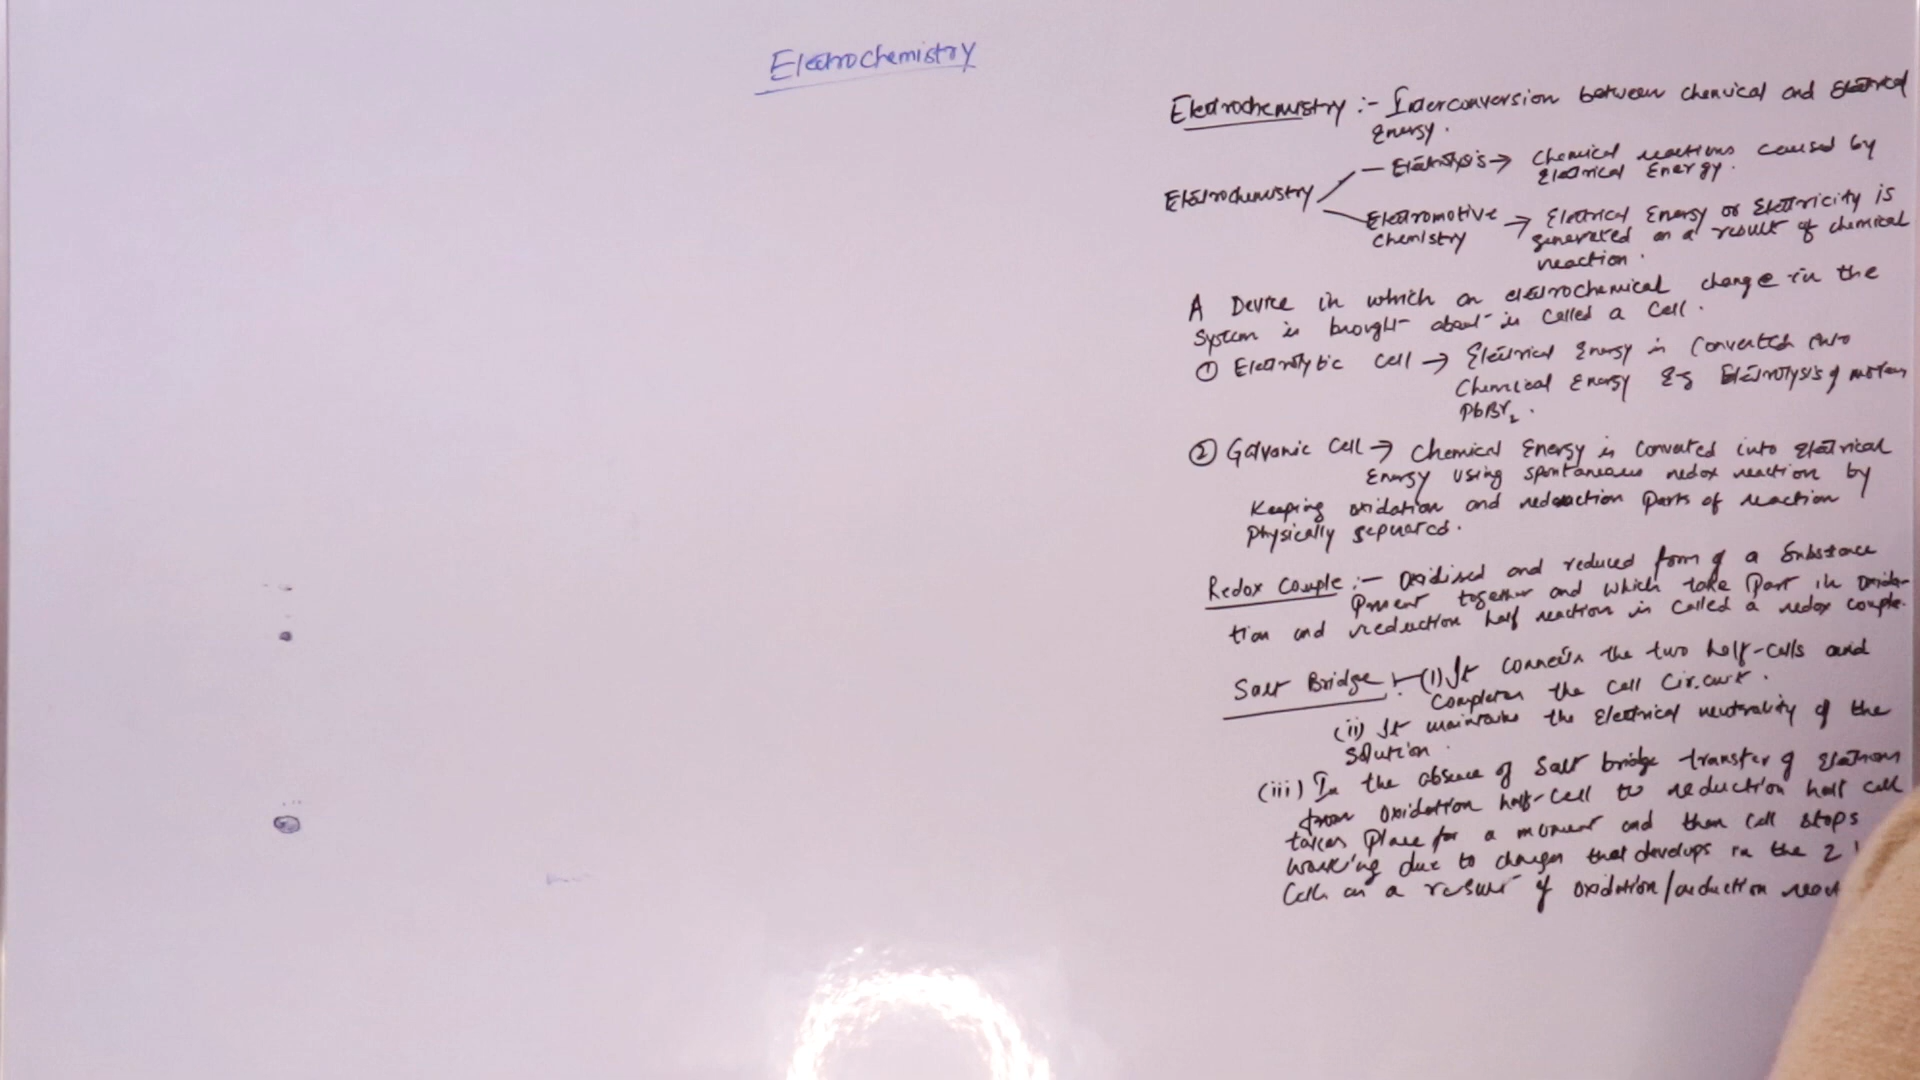 Electrochemistry
Electrochemistry :- Interconversion between chemical and Electrical
Energy.
Electrochemistry
— Electrolysis → Chemical reactions caused by
Electrical Energy.
Electromotive → Electrical Energy or Electricity is
chemistry generated as a result of chemical
reaction.
A Device in which an electrochemical change in the
System is brought about is called a Cell.
① Electrolytic cell → Electrical Energy is Converted into
Chemical Energy Eg Electrolysis of molten
PbBr₂.
② Galvanic Cell → Chemical Energy is Converted into Electrical
Energy using spontaneous redox reaction by
Keeping oxidation and reduction Parts of reaction
Physically separated.
Redox Couple :- Oxidised and reduced form of a Substance
Present together and which take Part in oxida-
tion and reduction half reaction is called a redox couple.
Salt Bridge :- (i) It connects the two half-cells and
Completes the cell Circuit.
(ii) It maintains the Electrical neutrality of the
Solution.
(iii) In the absence of Salt bridge transfer of Electrons
from oxidation half-cell to reduction half cell
takes Place for a moment and then Cell stops
working due to charges that develops in the 2
Cells as a result of oxidation/reduction